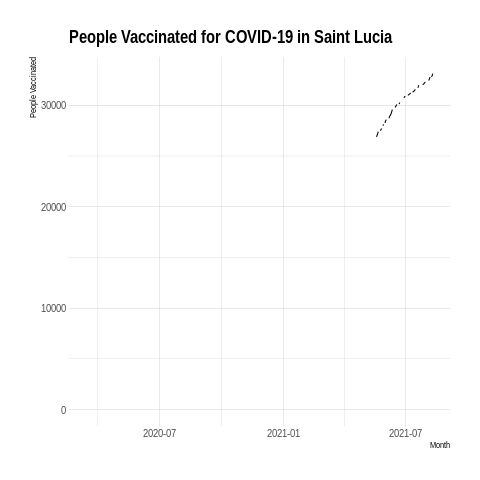 People Vaccinated for COVID-19 in Saint Lucia
People Vaccinated
30000
20000
10000
0
2020-07 2021-01 2021-07
Month